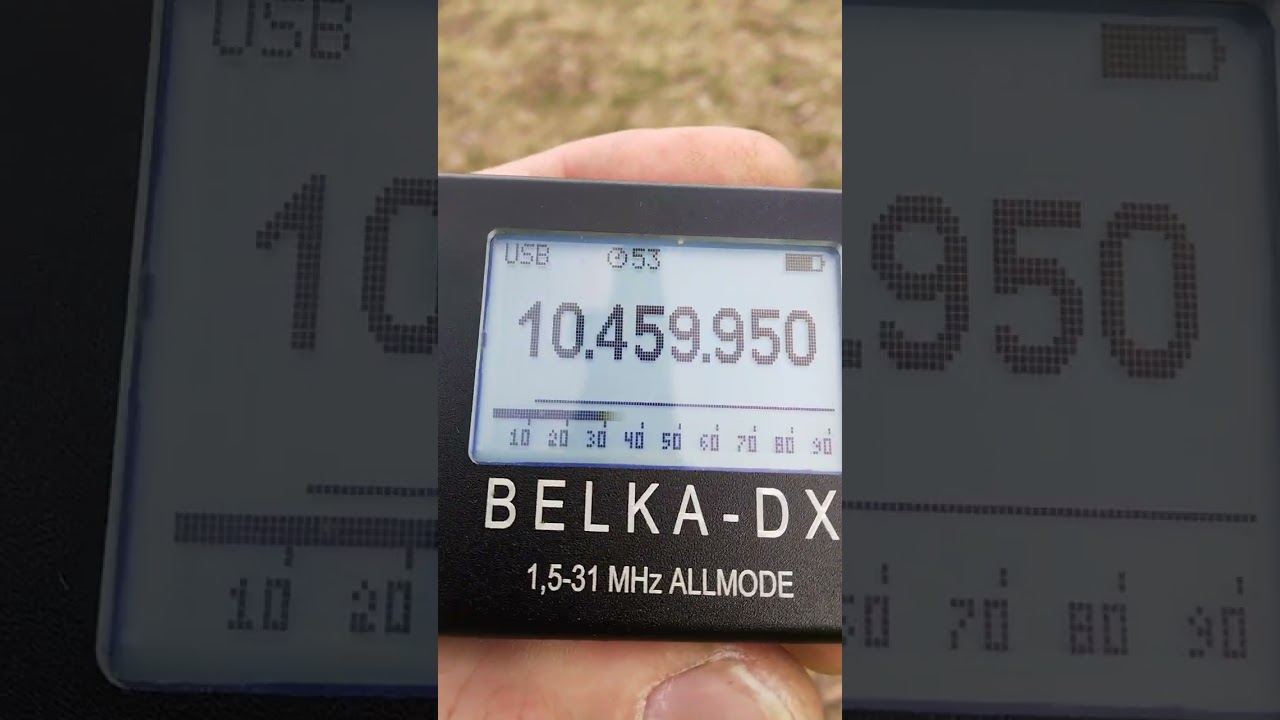 USB 53
10.459.950
10 20 30 40 50 60 70 80 90
BELKA-DX
1,5-31 MHz ALLMODE